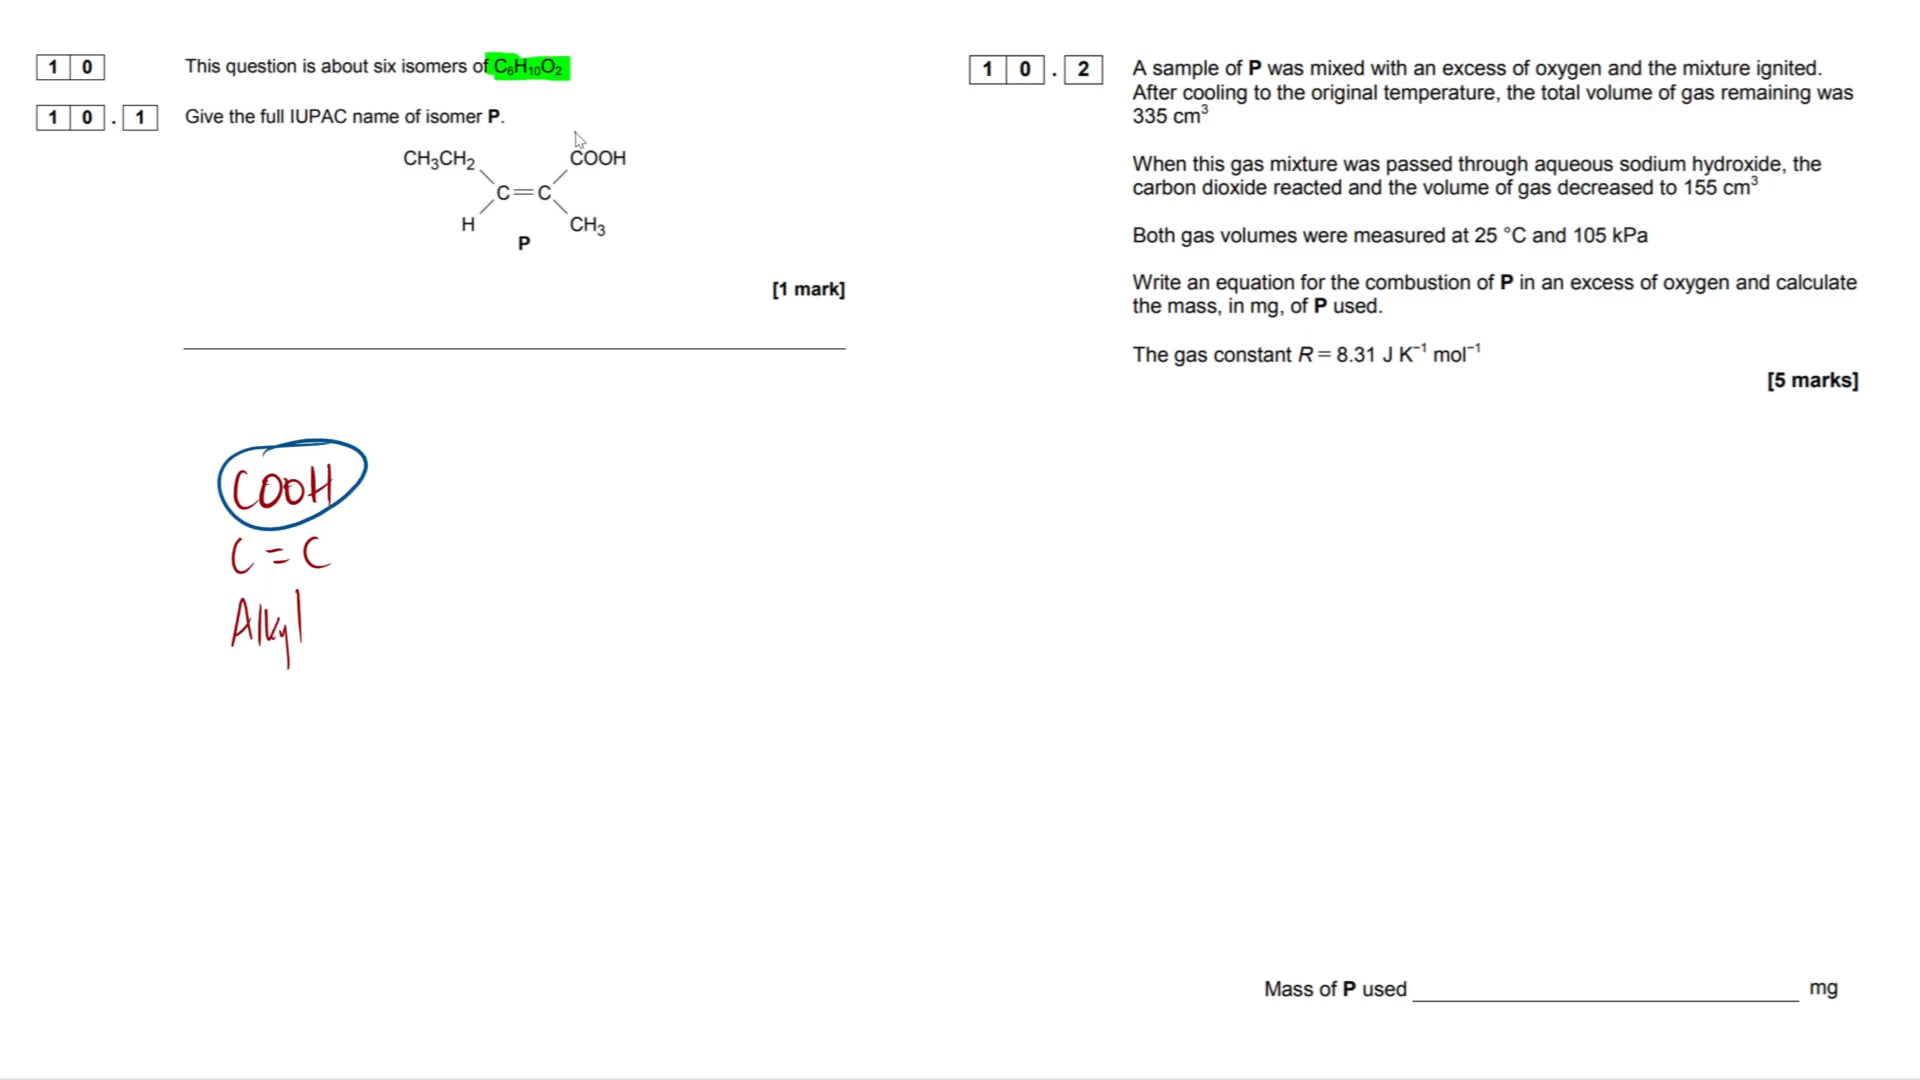 1 0
This question is about six isomers of C₆H₁₀O₂
1 0 . 1
Give the full IUPAC name of isomer P.
CH₃CH₂ COOH
C=C
H CH₃
P
[1 mark]
COOH
C = C
Alkyl
1 0 . 2
A sample of P was mixed with an excess of oxygen and the mixture ignited.
After cooling to the original temperature, the total volume of gas remaining was
335 cm³
When this gas mixture was passed through aqueous sodium hydroxide, the
carbon dioxide reacted and the volume of gas decreased to 155 cm³
Both gas volumes were measured at 25 °C and 105 kPa
Write an equation for the combustion of P in an excess of oxygen and calculate
the mass, in mg, of P used.
The gas constant R = 8.31 J K⁻¹ mol⁻¹
[5 marks]
Mass of P used mg